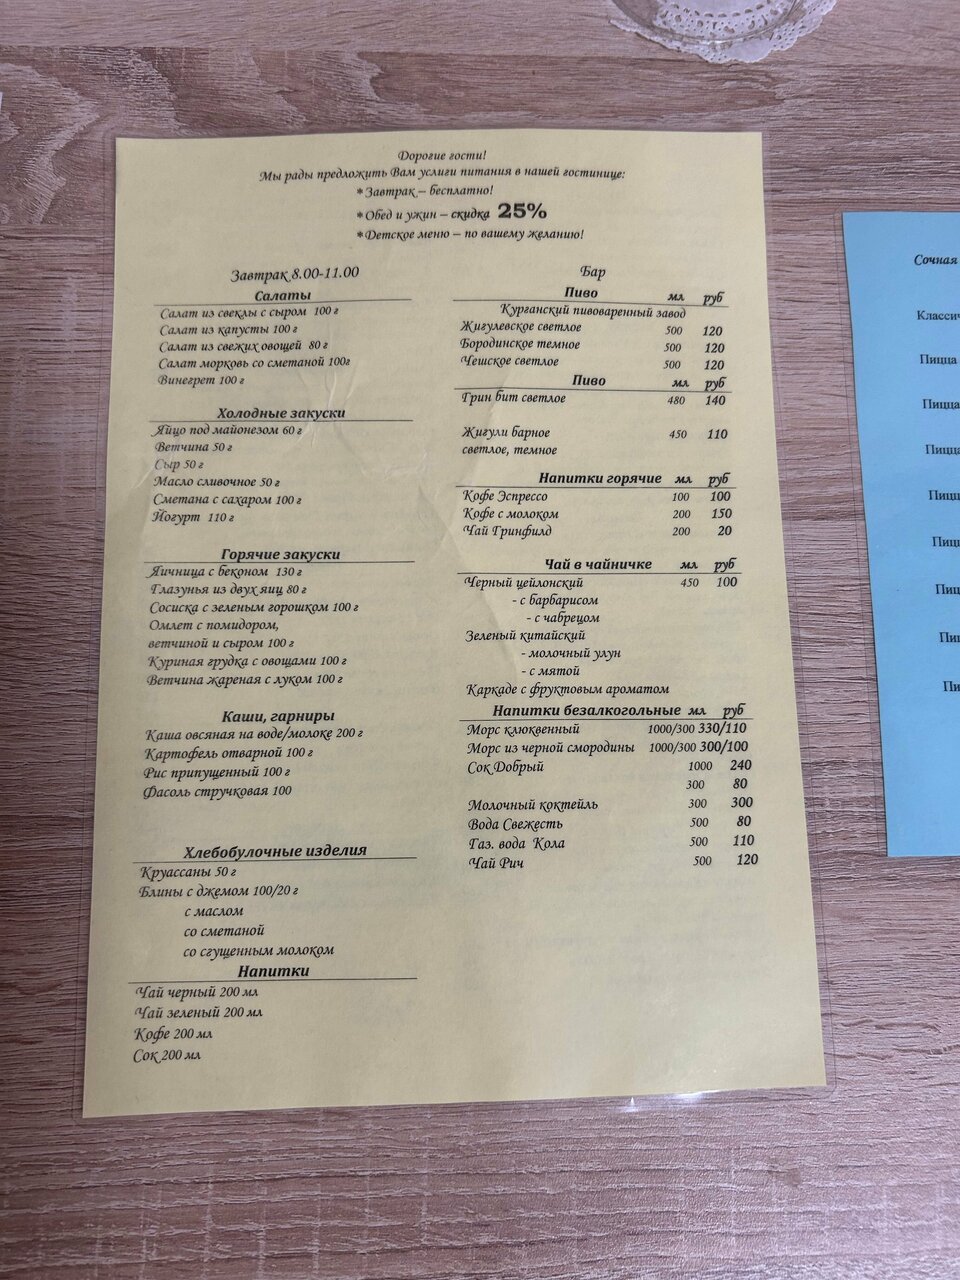 Дорогие гости!
Мы рады предложить Вам услиги питания в нашей гостинице:
*Завтрак – бесплатно!
*Обед и ужин – скидка 25%
*Детское меню – по вашему желанию!
Завтрак 8.00-11.00
Салаты
Салат из свеклы с сыром 100 г
Салат из капусты 100 г
Салат из свежих овощей 80 г
Салат морковь со сметаной 100г
Винегрет 100 г
Холодные закуски
Яйцо под майонезом 60 г
Ветчина 50 г
Сыр 50 г
Масло сливочное 50 г
Сметана с сахаром 100 г
Йогурт 110 г
Горячие закуски
Яичница с беконом 130 г
Глазунья из двух яиц 80 г
Сосиска с зеленым горошком 100 г
Омлет с помидором,
ветчиной и сыром 100 г
Куриная грудка с овощами 100 г
Ветчина жареная с луком 100 г
Каши, гарниры
Каша овсяная на воде/молоке 200 г
Картофель отварной 100 г
Рис припущенный 100 г
Фасоль стручковая 100
Хлебобулочные изделия
Круассаны 50 г
Блины с джемом 100/20 г
с маслом
со сметаной
со сгущенным молоком
Напитки
Чай черный 200 мл
Чай зеленый 200 мл
Кофе 200 мл
Сок 200 мл
Бар
Пиво мл руб
Курганский пивоваренный завод
Жигулевское светлое 500 120
Бородинское темное 500 120
Чешское светлое 500 120
Пиво мл руб
Грин бит светлое 480 140
Жигули барное 450 110
светлое, темное
Напитки горячие мл руб
Кофе Эспрессо 100 100
Кофе с молоком 200 150
Чай Гринфилд 200 20
Чай в чайничке мл руб
Черный цейлонский 450 100
- с барбарисом
- с чабрецом
Зеленый китайский
- молочный улун
- с мятой
Каркаде с фруктовым ароматом
Напитки безалкогольные мл руб
Морс клюквенный 1000/300 330/110
Морс из черной смородины 1000/300 300/100
Сок Добрый 1000 240
300 80
Молочный коктейль 300 300
Вода Свежесть 500 80
Газ. вода Кола 500 110
Чай Рич 500 120
Сочная
Классич
Пицца
Пицца
Пицца
Пицц
Пицц
Пиц
Пиц
Пи